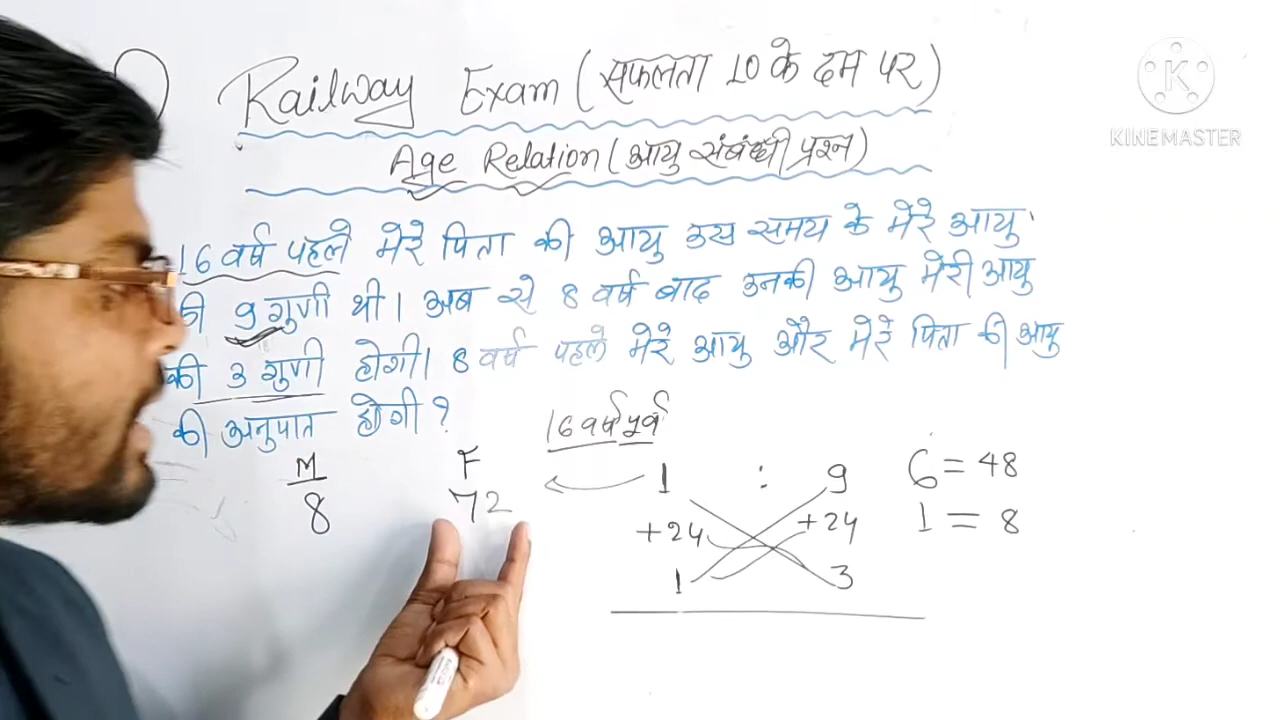 Railway Exam (सफलता 10 के दम पर)
Age Relation (आयु संबंधी प्रश्न)
16 वर्ष पहले मेरे पिता की आयु उस समय के मेरे आयु
की 9 गुणी थी। अब से 8 वर्ष बाद उनकी आयु मेरी आयु
की 3 गुणी होगी। 8 वर्ष पहले मेरे आयु और मेरे पिता की आयु
की अनुपात होगी?
16 वर्ष पूर्व
M F 1 : 9 6 = 48
8 72 +24 +24 1 = 8
1 3
KINEMASTER